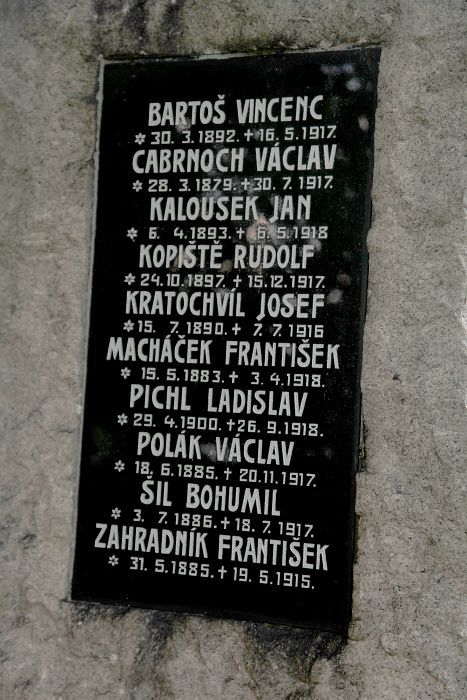 BARTOŠ VINCENC
* 30. 3. 1892. + 16. 5. 1917.
CABRNOCH VÁCLAV
* 28. 3. 1879. + 30. 7. 1917.
KALOUSEK JAN
* 6. 4. 1893. + 6. 5. 1918
KOPIŠTĚ RUDOLF
* 24. 10. 1897. + 15. 12. 1917.
KRATOCHVÍL JOSEF
* 15. 7. 1890. + 7. 7. 1916
MACHÁČEK FRANTIŠEK
* 15. 5. 1883. + 3. 4. 1918.
PICHL LADISLAV
* 29. 4. 1900. + 26. 9. 1918.
POLÁK VÁCLAV
* 18. 6. 1885. + 20. 11. 1917.
ŠIL BOHUMIL
* 3. 7. 1886. + 18. 7. 1917.
ZAHRADNÍK FRANTIŠEK
* 31. 5. 1885. + 19. 5. 1915.